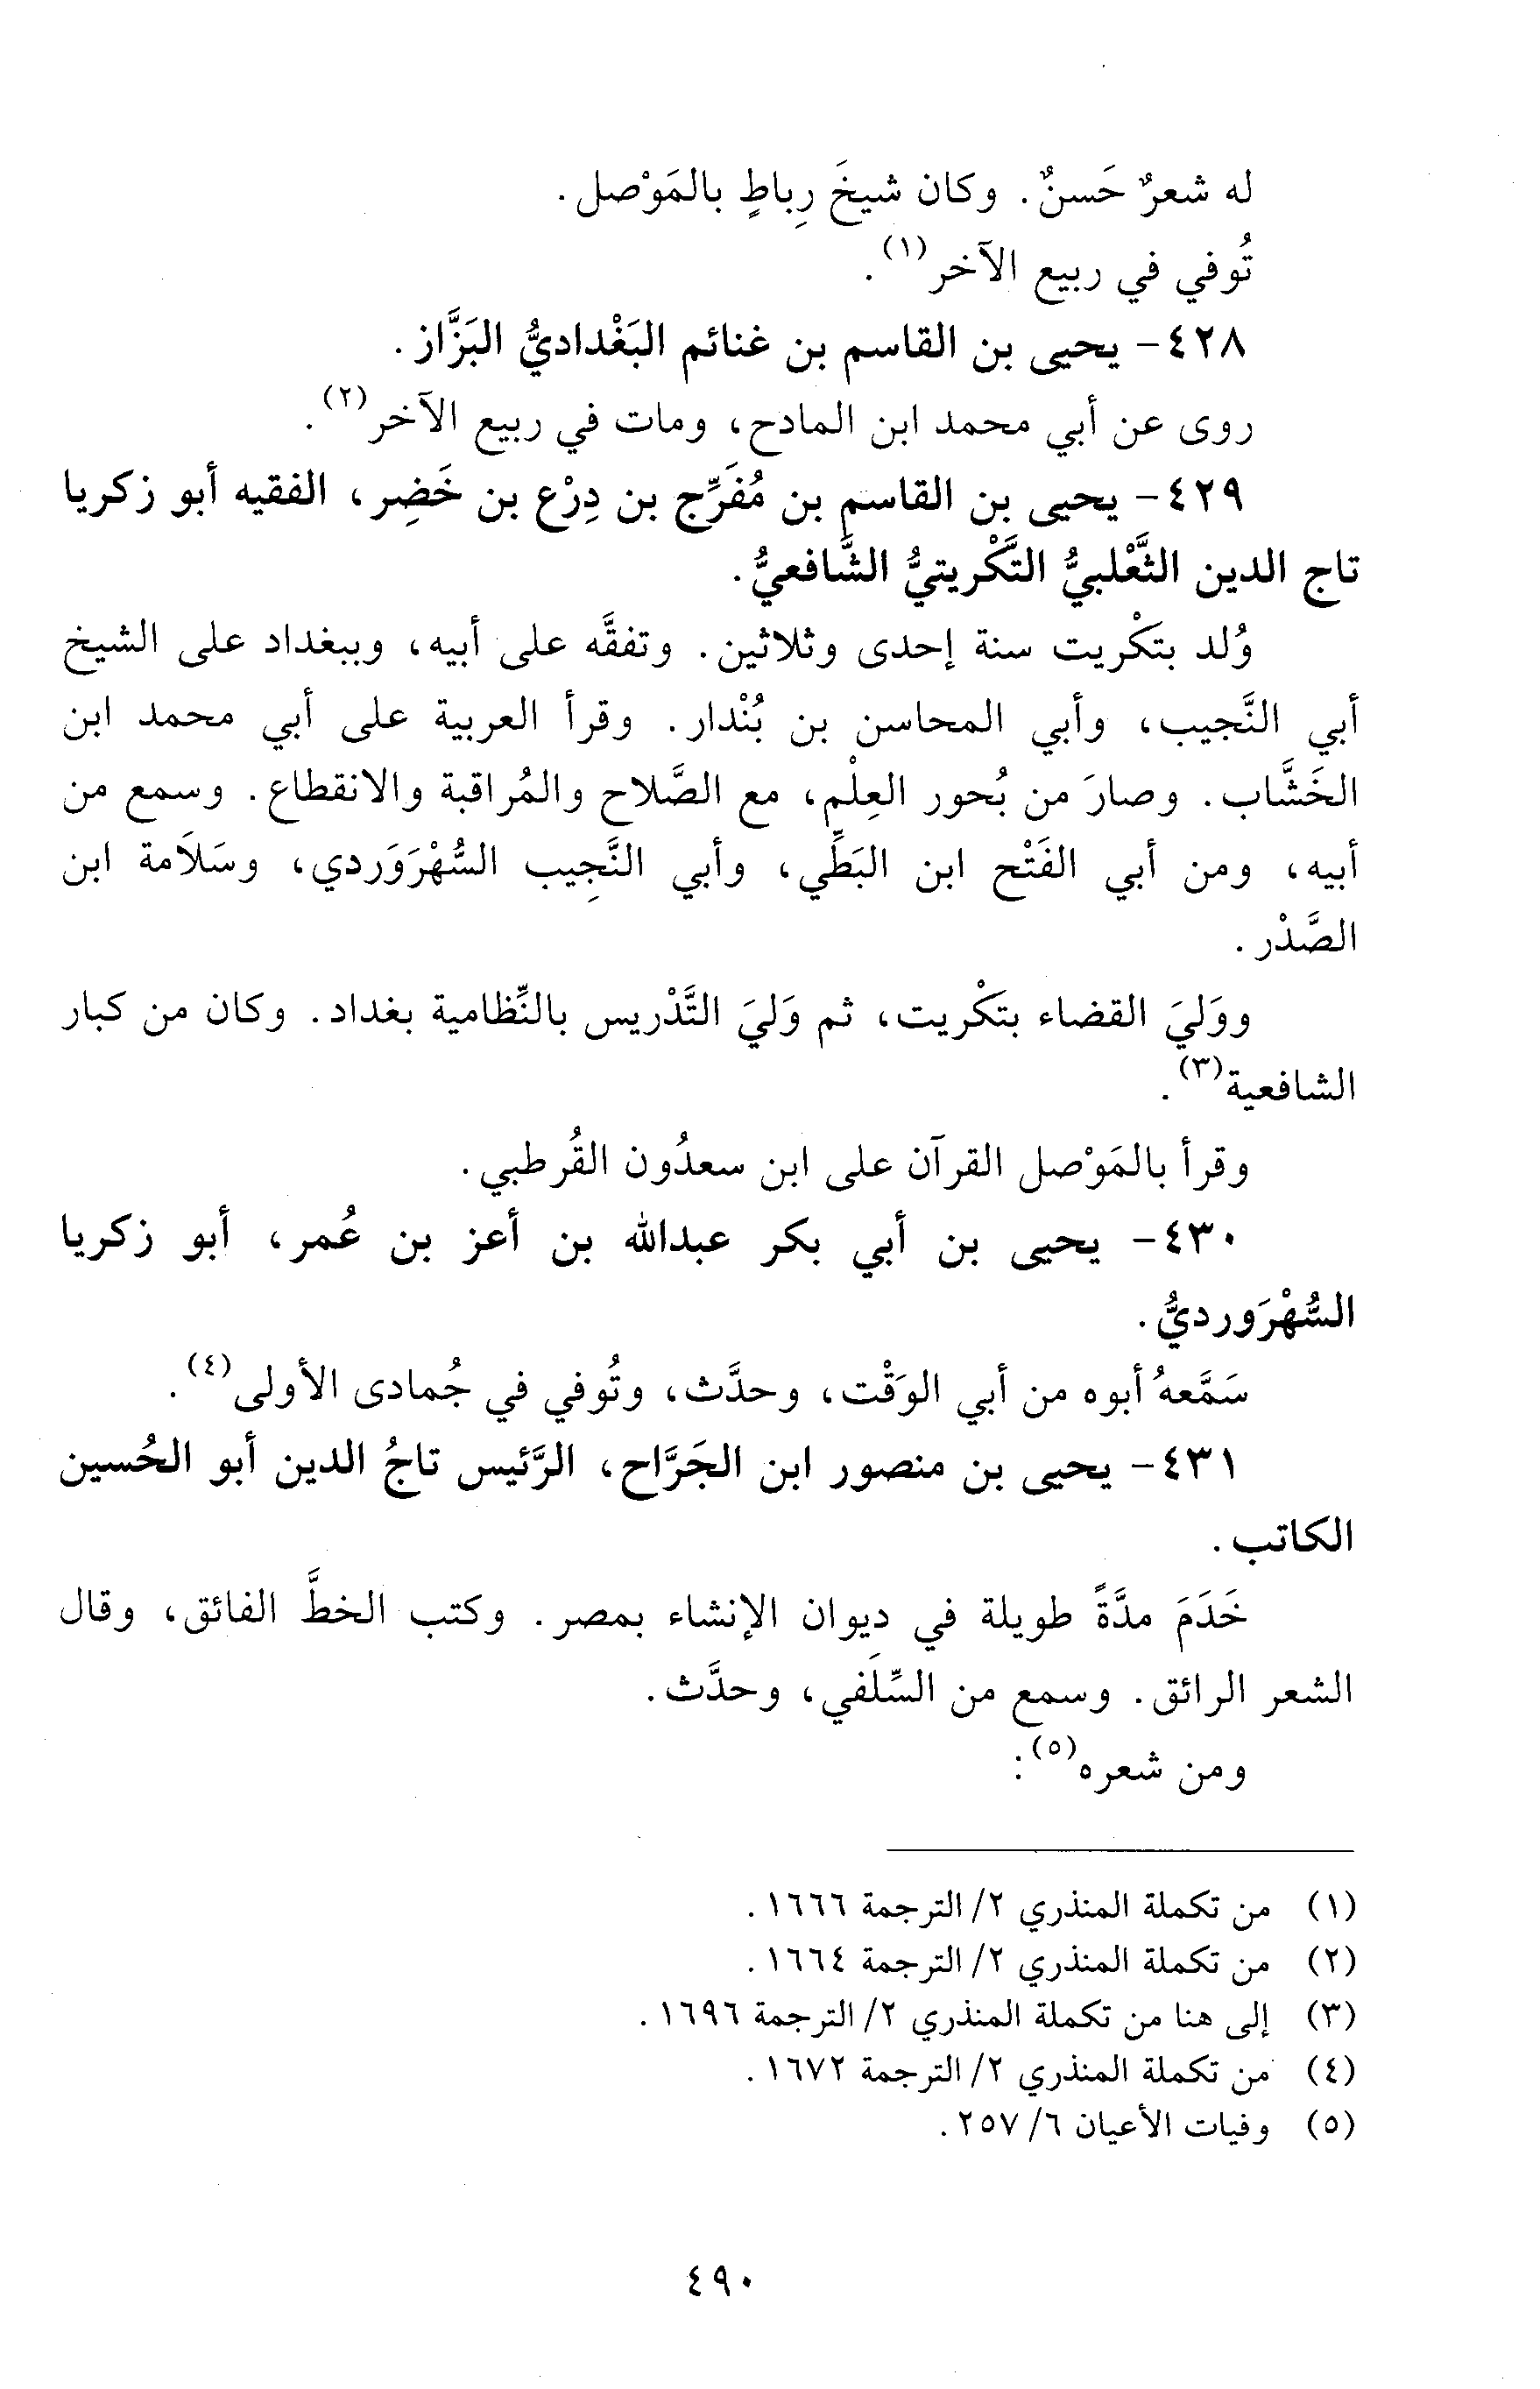 له شعرٌ حَسنٌ. وكان شيخَ رِباطٍ بالمَوْصل.
تُوفي في ربيع الآخر(١).
٤٢٨- يحيى بن القاسم بن غنائم البَغْداديُّ البَزَّاز.
روى عن أبي محمد ابن المادح، ومات في ربيع الآخر(٢).
٤٢٩- يحيى بن القاسم بن مُفَرِّج بن دِرْع بن خَضِر، الفقيه أبو زكريا
تاج الدين الثَّعْلبيُّ التَّكْريتيُّ الشَّافعيُّ.
وُلد بتكْريت سنة إحدى وثلاثين. وتفقَّه على أبيه، وببغداد على الشيخ
أبي النَّجيب، وأبي المحاسن بن بُنْدار. وقرأ العربية على أبي محمد ابن
الخَشَّاب. وصارَ من بُحور العِلْم، مع الصَّلاح والمُراقبة والانقطاع. وسمع من
أبيه، ومن أبي الفَتْح ابن البَطِّي، وأبي النَّجِيب السُّهْرَوَردي، وسَلاَمة ابن
الصَّدْر.
ووَليَ القضاء بتكْريت، ثم وَليَ التَّدْريس بالنِّظامية بغداد. وكان من كبار
الشافعية(٣).
وقرأ بالمَوْصل القرآن على ابن سعدُون القُرطبي.
٤٣٠- يحيى بن أبي بكر عبدالله بن أعز بن عُمر، أبو زكريا
السُّهْرَورديُّ.
سَمَّعهُ أبوه من أبي الوَقْت، وحدَّث، وتُوفي في جُمادى الأولى(٤).
٤٣١- يحيى بن منصور ابن الجَرَّاح، الرَّئيس تاجُ الدين أبو الحُسين
الكاتب.
خَدَمَ مدَّةً طويلة في ديوان الإنشاء بمصر. وكتب الخطَّ الفائق، وقال
الشعر الرائق. وسمع من السِّلَفي، وحدَّث.
ومن شعره(٥):
(١) من تكملة المنذري ٢/ الترجمة ١٦٦٦.
(٢) من تكملة المنذري ٢/ الترجمة ١٦٦٤.
(٣) إلى هنا من تكملة المنذري ٢/ الترجمة ١٦٩٦.
(٤) من تكملة المنذري ٢/ الترجمة ١٦٧٢.
(٥) وفيات الأعيان ٦/ ٢٥٧.
٤٩٠